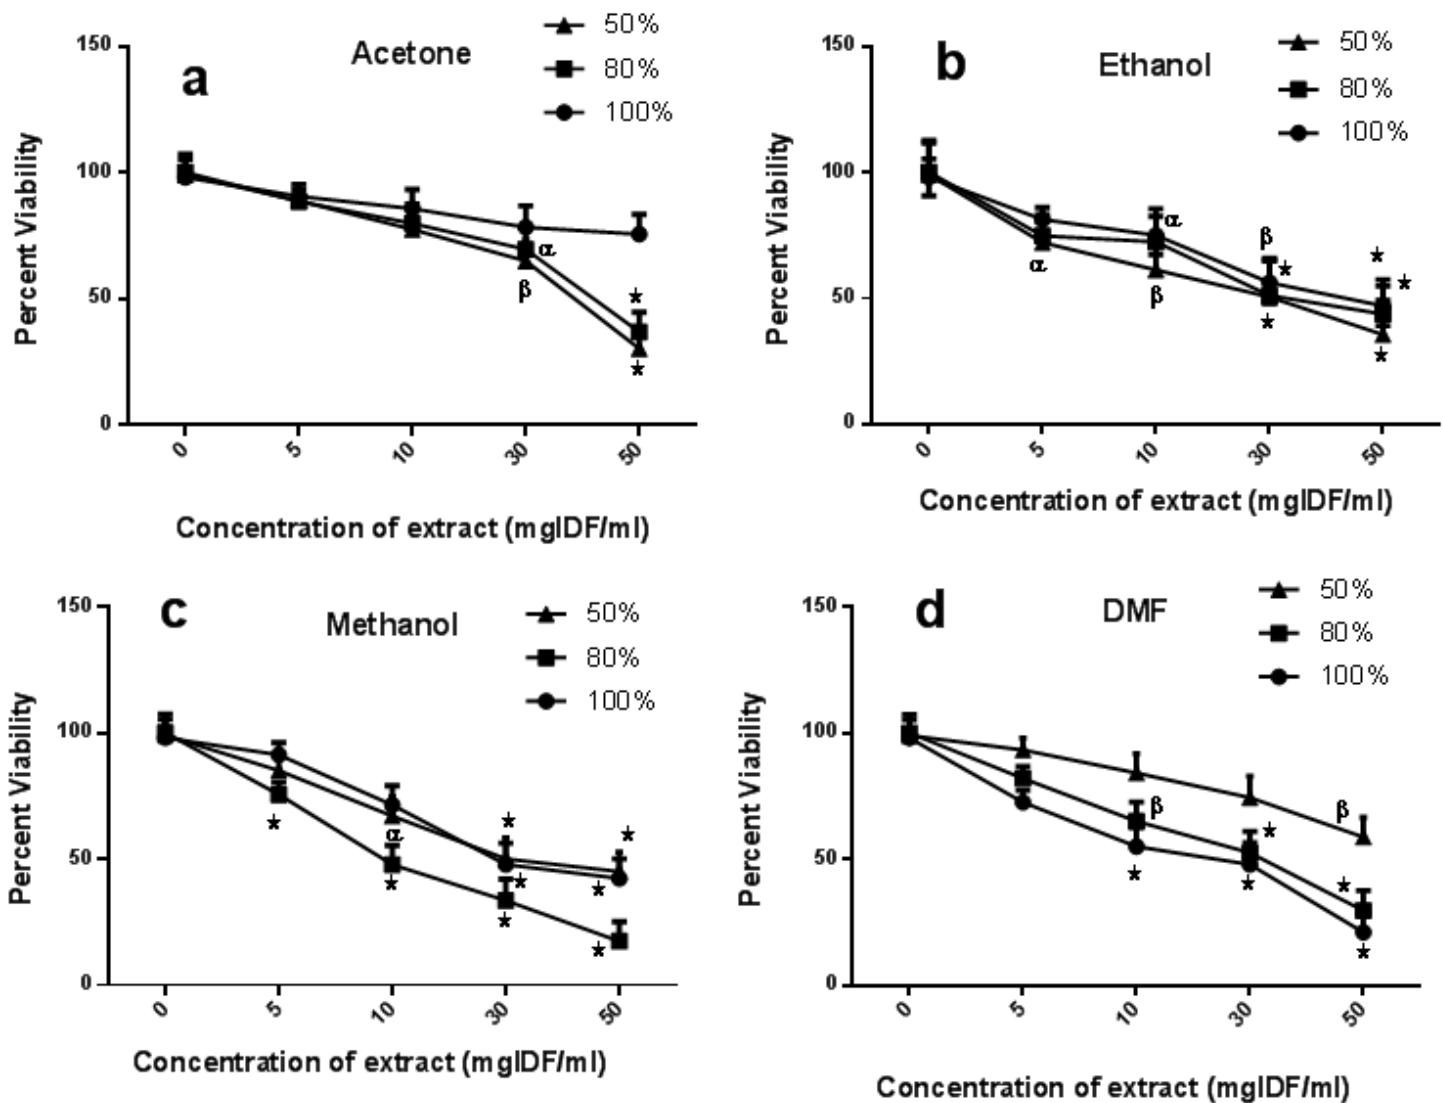 a
Acetone
50%
80%
100%
150
100
50
0
Percent Viability
α
β
*
*
0
5
10
30
50
Concentration of extract (mgIDF/ml)
b
Ethanol
50%
80%
100%
150
100
50
0
Percent Viability
α
α
β
β
*
*
*
*
*
0
5
10
30
50
Concentration of extract (mgIDF/ml)
c
Methanol
50%
80%
100%
150
100
50
0
Percent Viability
*
α
*
*
*
*
*
*
*
0
5
10
30
50
Concentration of extract (mgIDF/ml)
d
DMF
50%
80%
100%
150
100
50
0
Percent Viability
β
*
*
*
β
*
*
0
5
10
30
50
Concentration of extract (mgIDF/ml)